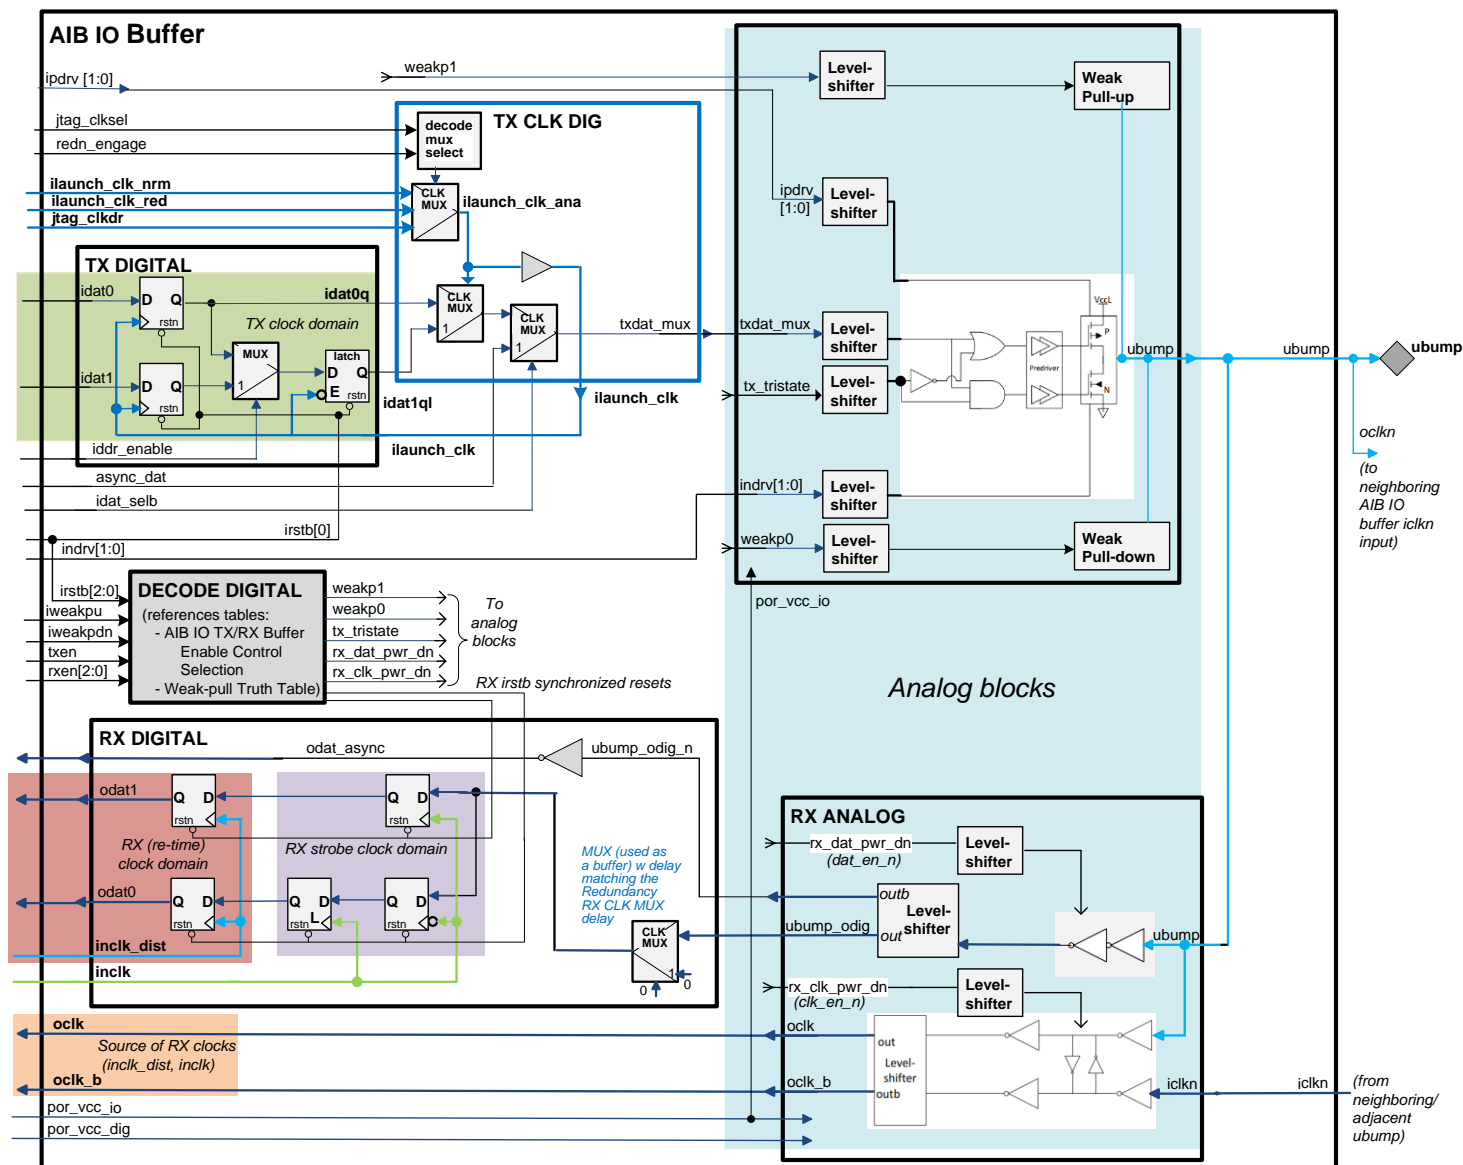 AIB IO Buffer
ipdrv [1:0]
weakp1
Level-
shifter
Weak
Pull-up
jtag_clksel
redn_engage
decode
mux
select
TX CLK DIG
ilaunch_clk_nrm
ilaunch_clk_red
jtag_clkdr
CLK
MUX
ilaunch_clk_ana
ipdrv
[1:0]
Level-
shifter
TX DIGITAL
idat0
D Q
rstn
idat0q
TX clock domain
CLK
MUX
1
CLK
MUX
1
txdat_mux
txdat_mux
Level-
shifter
VccL
P
Predriver
N
ubump
ubump
ubump
idat1
D Q
rstn
MUX
1
latch
D Q
E
rstn
idat1ql
tx_tristate
Level-
shifter
ilaunch_clk
iddr_enable
ilaunch_clk
async_dat
idat_selb
irstb[0]
indrv[1:0]
indrv[1:0]
Level-
shifter
weakp0
Level-
shifter
Weak
Pull-down
oclkn
(to
neighboring
AIB IO
buffer iclkn
input)
irstb[2:0]
iweakpu
iweakpdn
txen
rxen[2:0]
DECODE DIGITAL
(references tables:
- AIB IO TX/RX Buffer
Enable Control
Selection
- Weak-pull Truth Table)
weakp1
weakp0
tx_tristate
rx_dat_pwr_dn
rx_clk_pwr_dn
To
analog
blocks
por_vcc_io
RX irstb synchronized resets
Analog blocks
RX DIGITAL
odat_async
ubump_odig_n
odat1
Q D
rstn
Q D
rstn
RX (re-time)
clock domain
RX strobe clock domain
odat0
Q D
rstn
Q D
L
rstn
Q D
rstn
MUX (used as
a buffer) w delay
matching the
Redundancy
RX CLK MUX
delay
CLK
MUX
1
0
0
inclk_dist
inclk
RX ANALOG
rx_dat_pwr_dn
(dat_en_n)
Level-
shifter
outb
Level-
shifter
out
ubump_odig
ubump
rx_clk_pwr_dn
(clk_en_n)
Level-
shifter
oclk
Source of RX clocks
(inclk_dist, inclk)
oclk_b
oclk
out
Level-
shifter
outb
oclk_b
iclkn
iclkn
(from
neighboring/
adjacent
ubump)
por_vcc_io
por_vcc_dig